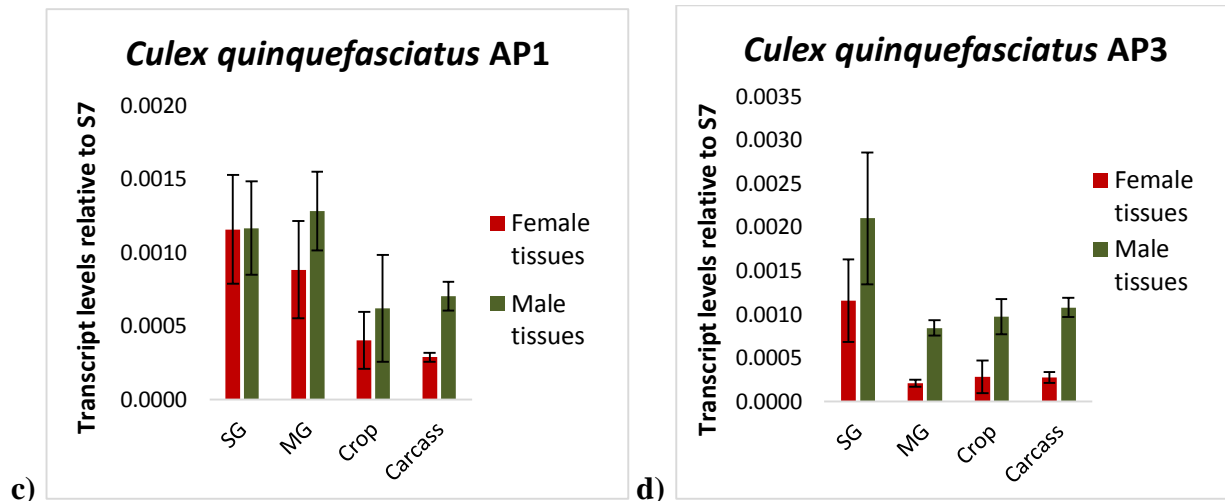 Culex quinquefasciatus AP1
Transcript levels relative to S7
0.0020
0.0015
0.0010
0.0005
0.0000
SG
MG
Crop
Carcass
Female
tissues
Male
tissues
c)
Culex quinquefasciatus AP3
Transcript levels relative to S7
0.0035
0.0030
0.0025
0.0020
0.0015
0.0010
0.0005
0.0000
SG
MG
Crop
Carcass
Female
tissues
Male
tissues
d)